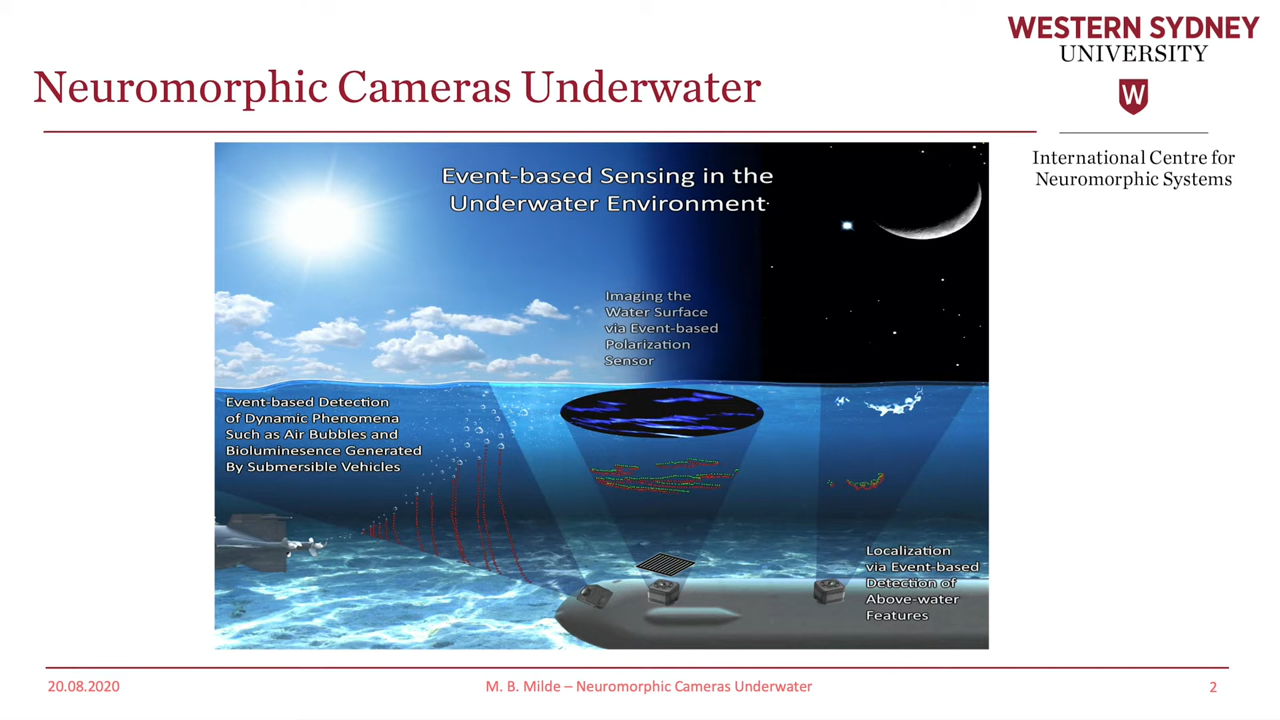 WESTERN SYDNEY
UNIVERSITY
W
Neuromorphic Cameras Underwater
International Centre for
Neuromorphic Systems
Event-based Sensing in the
Underwater Environment
Imaging the
Water Surface
via Event-based
Polarization
Sensor
Event-based Detection
of Dynamic Phenomena
Such as Air Bubbles and
Bioluminesence Generated
By Submersible Vehicles
Localization
via Event-based
Detection of
Above-water
Features
20.08.2020
M. B. Milde – Neuromorphic Cameras Underwater
2